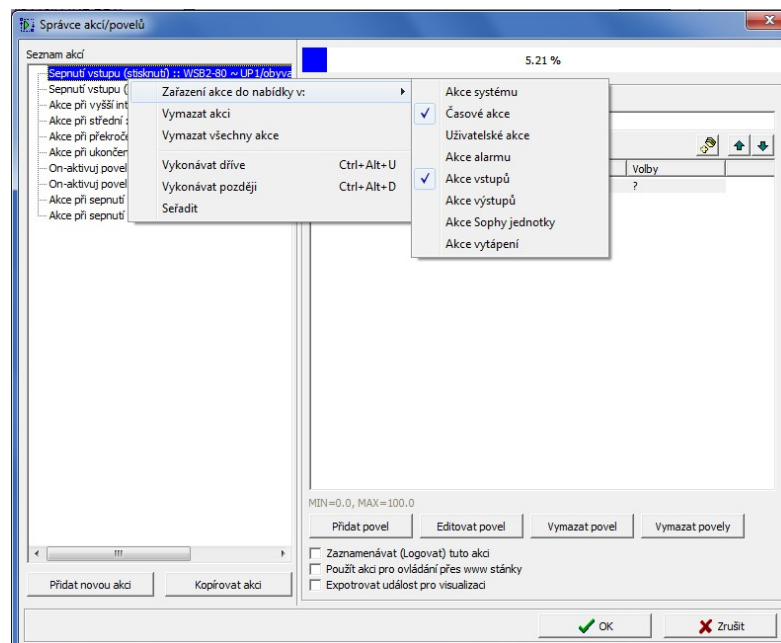 Správce akcí/povelů
Seznam akcí
Sepnutí vstupu (stisknutí) :: WSB2-80 ~ UP1/obyva
Sepnutí vstupu (
Akce při vyšší int
Akce při střední
Akce při překroče
Akce při ukončen
On-aktivuj povel
On-aktivuj povel
Akce při sepnutí
Akce při sepnutí
Zařazení akce do nabídky v:
Vymazat akci
Vymazat všechny akce
Vykonávat dříve Ctrl+Alt+U
Vykonávat později Ctrl+Alt+D
Seřadit
Akce systému
Časové akce
Uživatelské akce
Akce alarmu
Akce vstupů
Akce výstupů
Akce Sophy jednotky
Akce vytápení
5.21 %
Volby
?
MIN=0.0, MAX=100.0
Přidat povel Editovat povel Vymazat povel Vymazat povely
Zaznamenávat (Logovat) tuto akci
Použít akci pro ovládání přes www stánky
Expotrovat událost pro visualizaci
Přidat novou akci Kopírovat akci
OK Zrušit